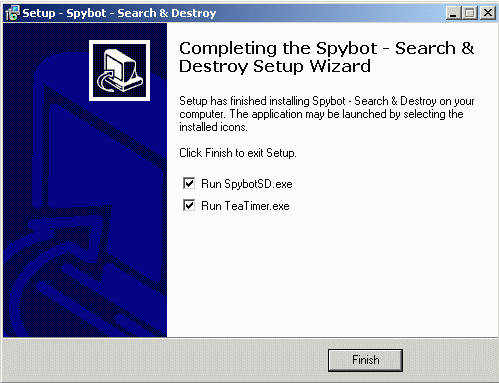 Setup - Spybot - Search & Destroy
Completing the Spybot - Search &
Destroy Setup Wizard
Setup has finished installing Spybot - Search & Destroy on your
computer. The application may be launched by selecting the
installed icons.
Click Finish to exit Setup.
Run SpybotSD.exe
Run TeaTimer.exe
Finish